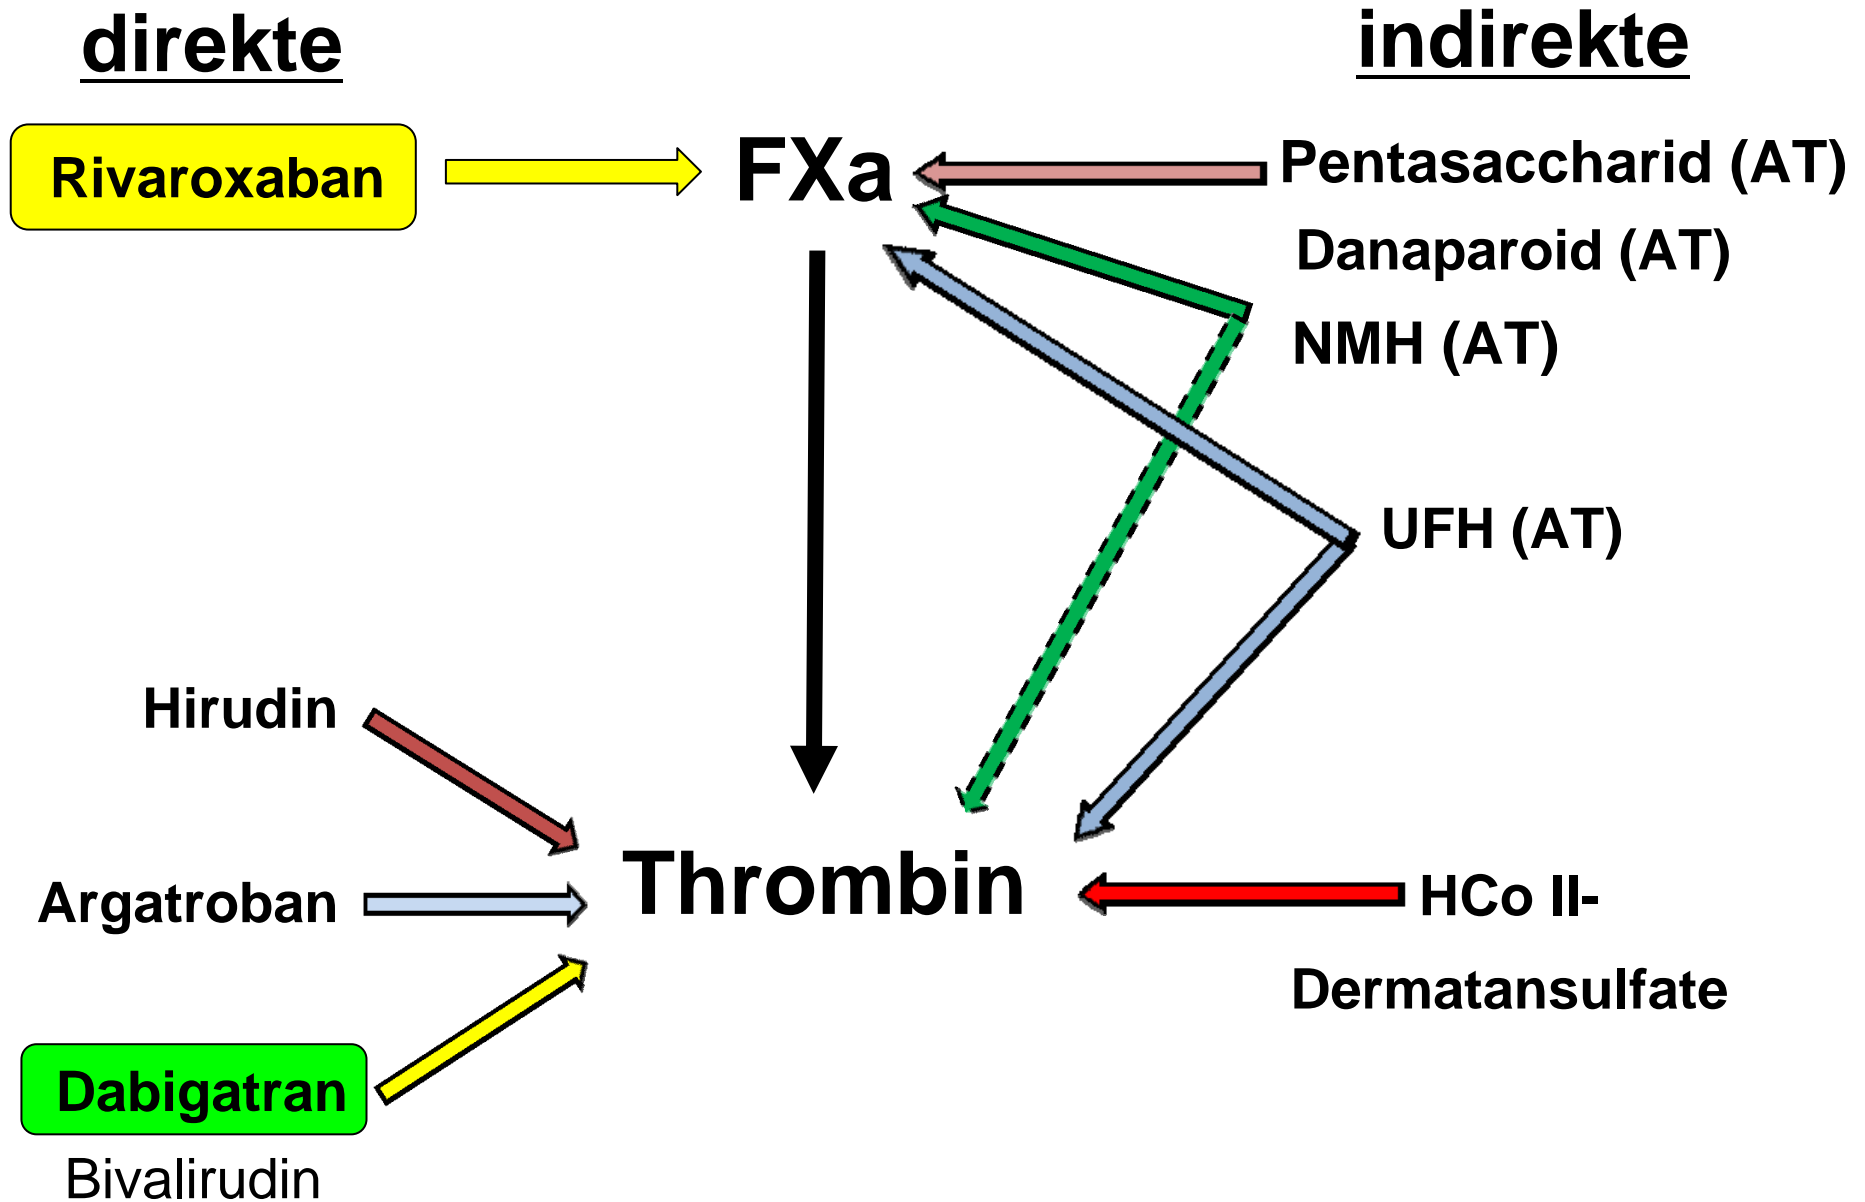 direkte
indirekte
Rivaroxaban
FXa
Pentasaccharid (AT)
Danaparoid (AT)
NMH (AT)
UFH (AT)
Hirudin
Argatroban
Thrombin
HCo II-
Dermatansulfate
Dabigatran
Bivalirudin